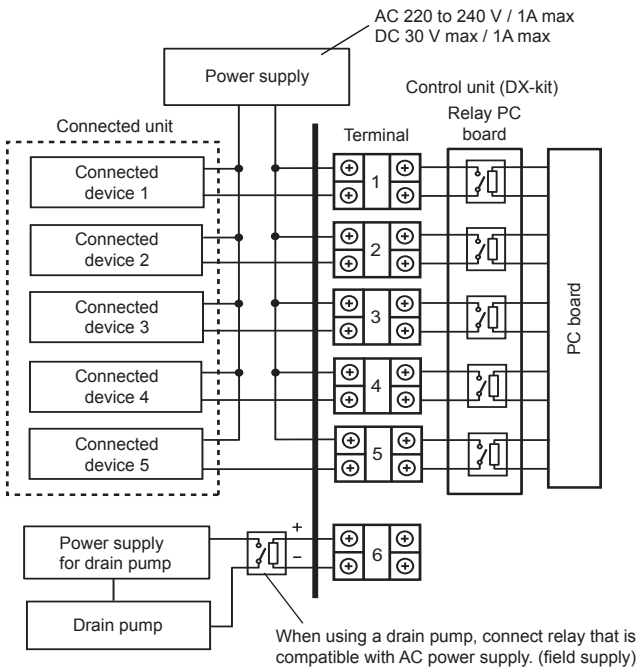 AC 220 to 240 V / 1A max
DC 30 V max / 1A max
Power supply
Control unit (DX-kit)
Relay PC
board
Connected unit
Terminal
Connected
device 1
1
Connected
device 2
2
Connected
device 3
3
PC board
Connected
device 4
4
Connected
device 5
5
Power supply
for drain pump
+
–
6
Drain pump
When using a drain pump, connect relay that is
compatible with AC power supply. (field supply)